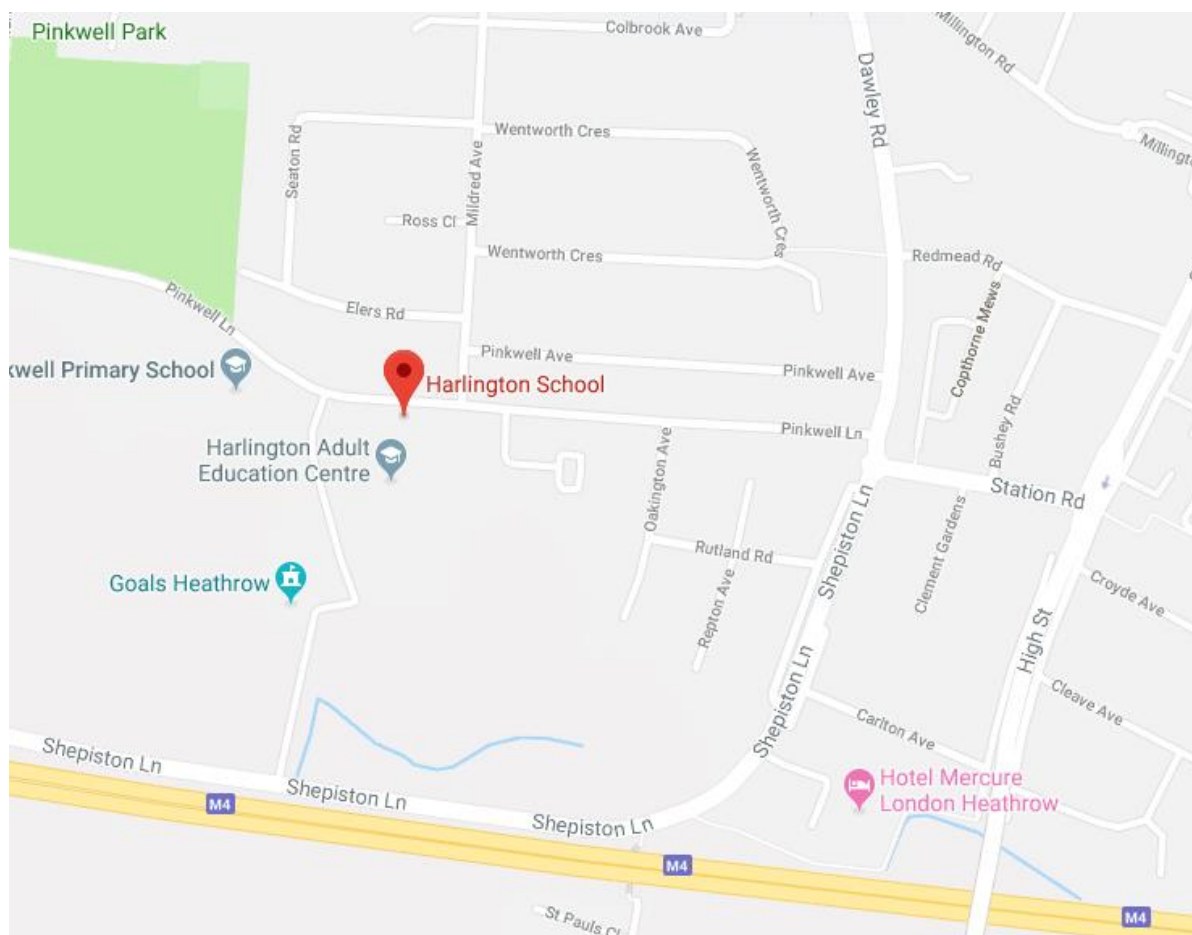 Pinkwell Park
Colbrook Ave
Millington Rd
Dawley Rd
Wentworth Cres
Seaton Rd
Mildred Ave
Wentworth Cres
Ross Cl
Wentworth Cres
Redmead Rd
Pinkwell Ln
Elers Rd
Copthorne Mews
Pinkwell Ave
Pinkwell Ave
kwell Primary School
Harlington School
Bushey Rd
Pinkwell Ln
Harlington Adult
Education Centre
Oakington Ave
Station Rd
Shepiston Ln
Clement Gardens
Rutland Rd
Goals Heathrow
Repton Ave
Croyde Ave
High St
Shepiston Ln
Cleave Ave
Carlton Ave
Shepiston Ln
Shepiston Ln
M4
Hotel Mercure
London Heathrow
Shepiston Ln
M4
St Pauls Cl
M4